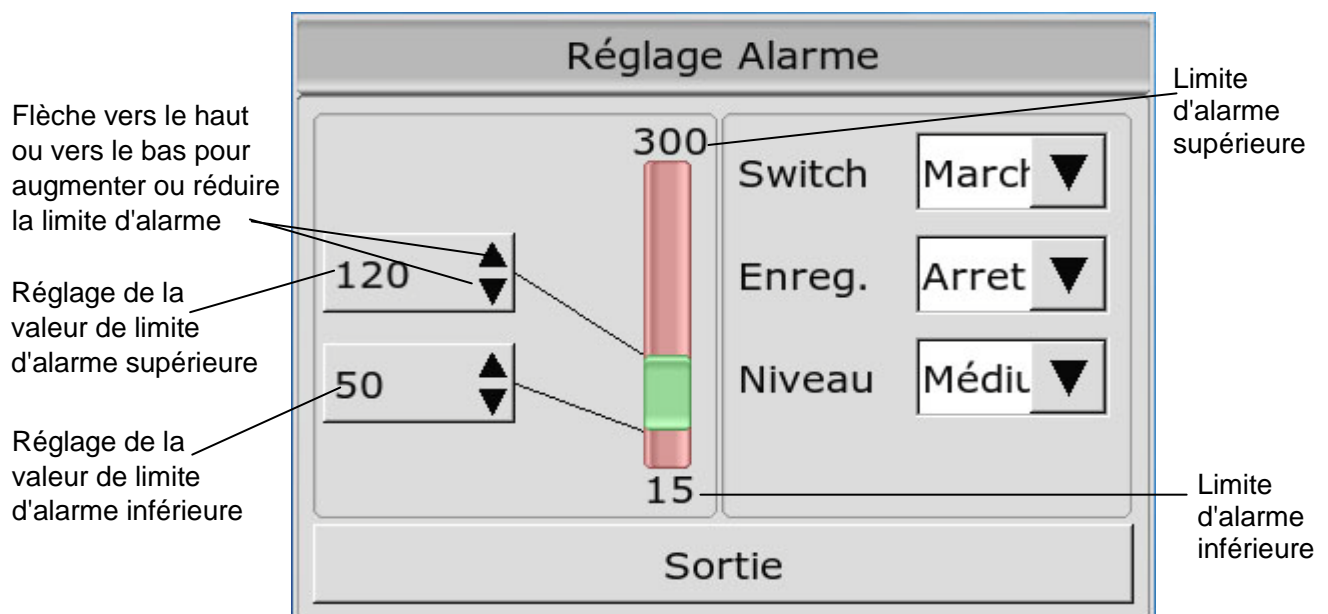 Réglage Alarme
Flèche vers le haut
ou vers le bas pour
augmenter ou réduire
la limite d'alarme
Réglage de la
valeur de limite
d'alarme supérieure
Réglage de la
valeur de limite
d'alarme inférieure
120
50
300
15
Switch
March
Enreg.
Arret
Niveau
Médiu
Sortie
Limite
d'alarme
supérieure
Limite
d'alarme
inférieure